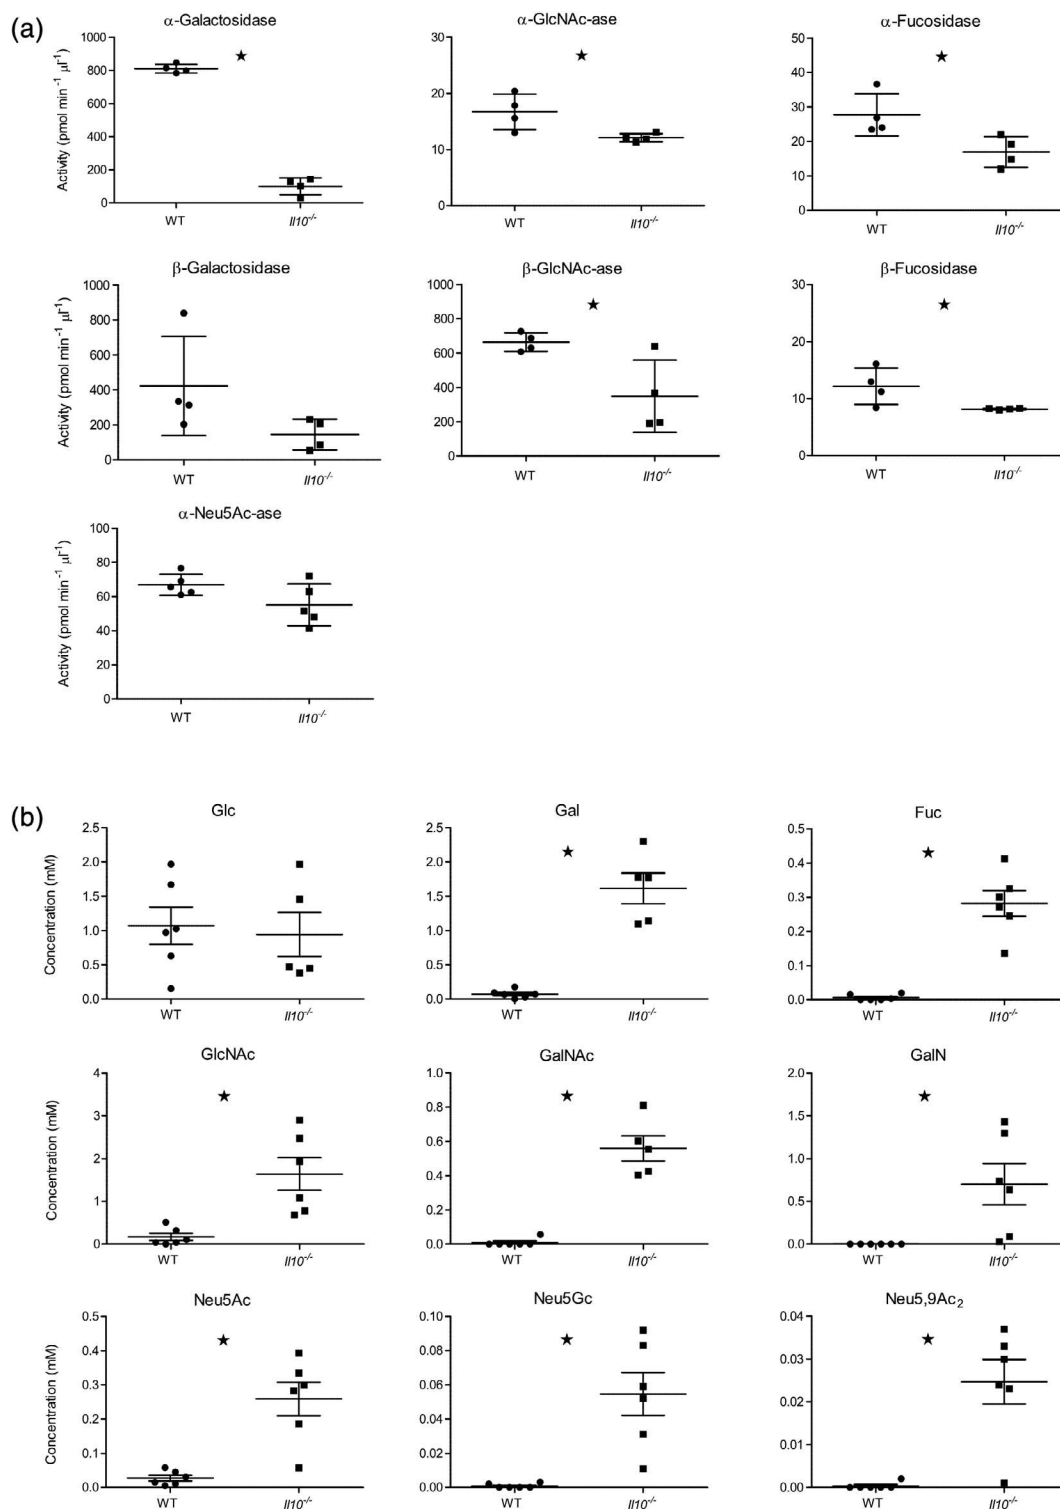 (a)
α-Galactosidase α-GlcNAc-ase α-Fucosidase
Activity (pmol min⁻¹ µl⁻¹)
1000 800 600 400 200 0
30 20 10 0
50 40 30 20 10 0
WT Il10⁻/⁻ WT Il10⁻/⁻ WT Il10⁻/⁻
β-Galactosidase β-GlcNAc-ase β-Fucosidase
Activity (pmol min⁻¹ µl⁻¹)
1000 800 600 400 200 0
1000 800 600 400 200 0
30 20 10 0
WT Il10⁻/⁻ WT Il10⁻/⁻ WT Il10⁻/⁻
α-Neu5Ac-ase
Activity (pmol min⁻¹ µl⁻¹)
100 80 60 40 20 0
WT Il10⁻/⁻
(b)
Glc Gal Fuc
Concentration (mM)
2.5 2.0 1.5 1.0 0.5 0.0
2.5 2.0 1.5 1.0 0.5 0.0
0.5 0.4 0.3 0.2 0.1 0.0
WT Il10⁻/⁻ WT Il10⁻/⁻ WT Il10⁻/⁻
GlcNAc GalNAc GalN
Concentration (mM)
4 3 2 1 0
1.0 0.8 0.6 0.4 0.2 0.0
2.0 1.5 1.0 0.5 0.0
WT Il10⁻/⁻ WT Il10⁻/⁻ WT Il10⁻/⁻
Neu5Ac Neu5Gc Neu5,9Ac₂
Concentration (mM)
0.5 0.4 0.3 0.2 0.1 0.0
0.10 0.08 0.06 0.04 0.02 0.00
0.04 0.03 0.02 0.01 0.00
WT Il10⁻/⁻ WT Il10⁻/⁻ WT Il10⁻/⁻